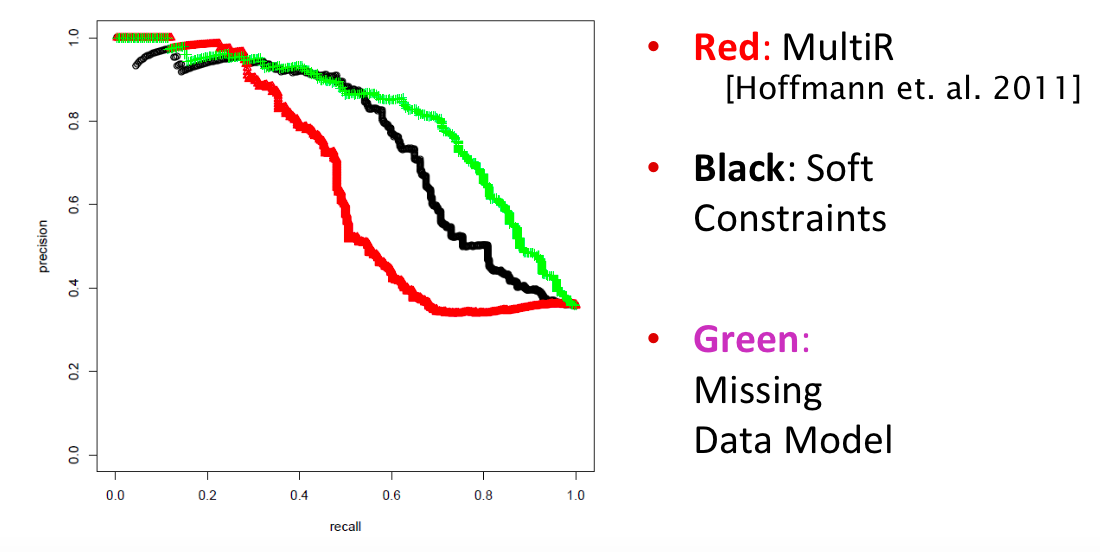 1.0
0.8
0.6
0.4
0.2
0.0
precision
0.0 0.2 0.4 0.6 0.8 1.0
recall
• Red: MultiR
[Hoffmann et. al. 2011]
• Black: Soft
Constraints
• Green:
Missing
Data Model